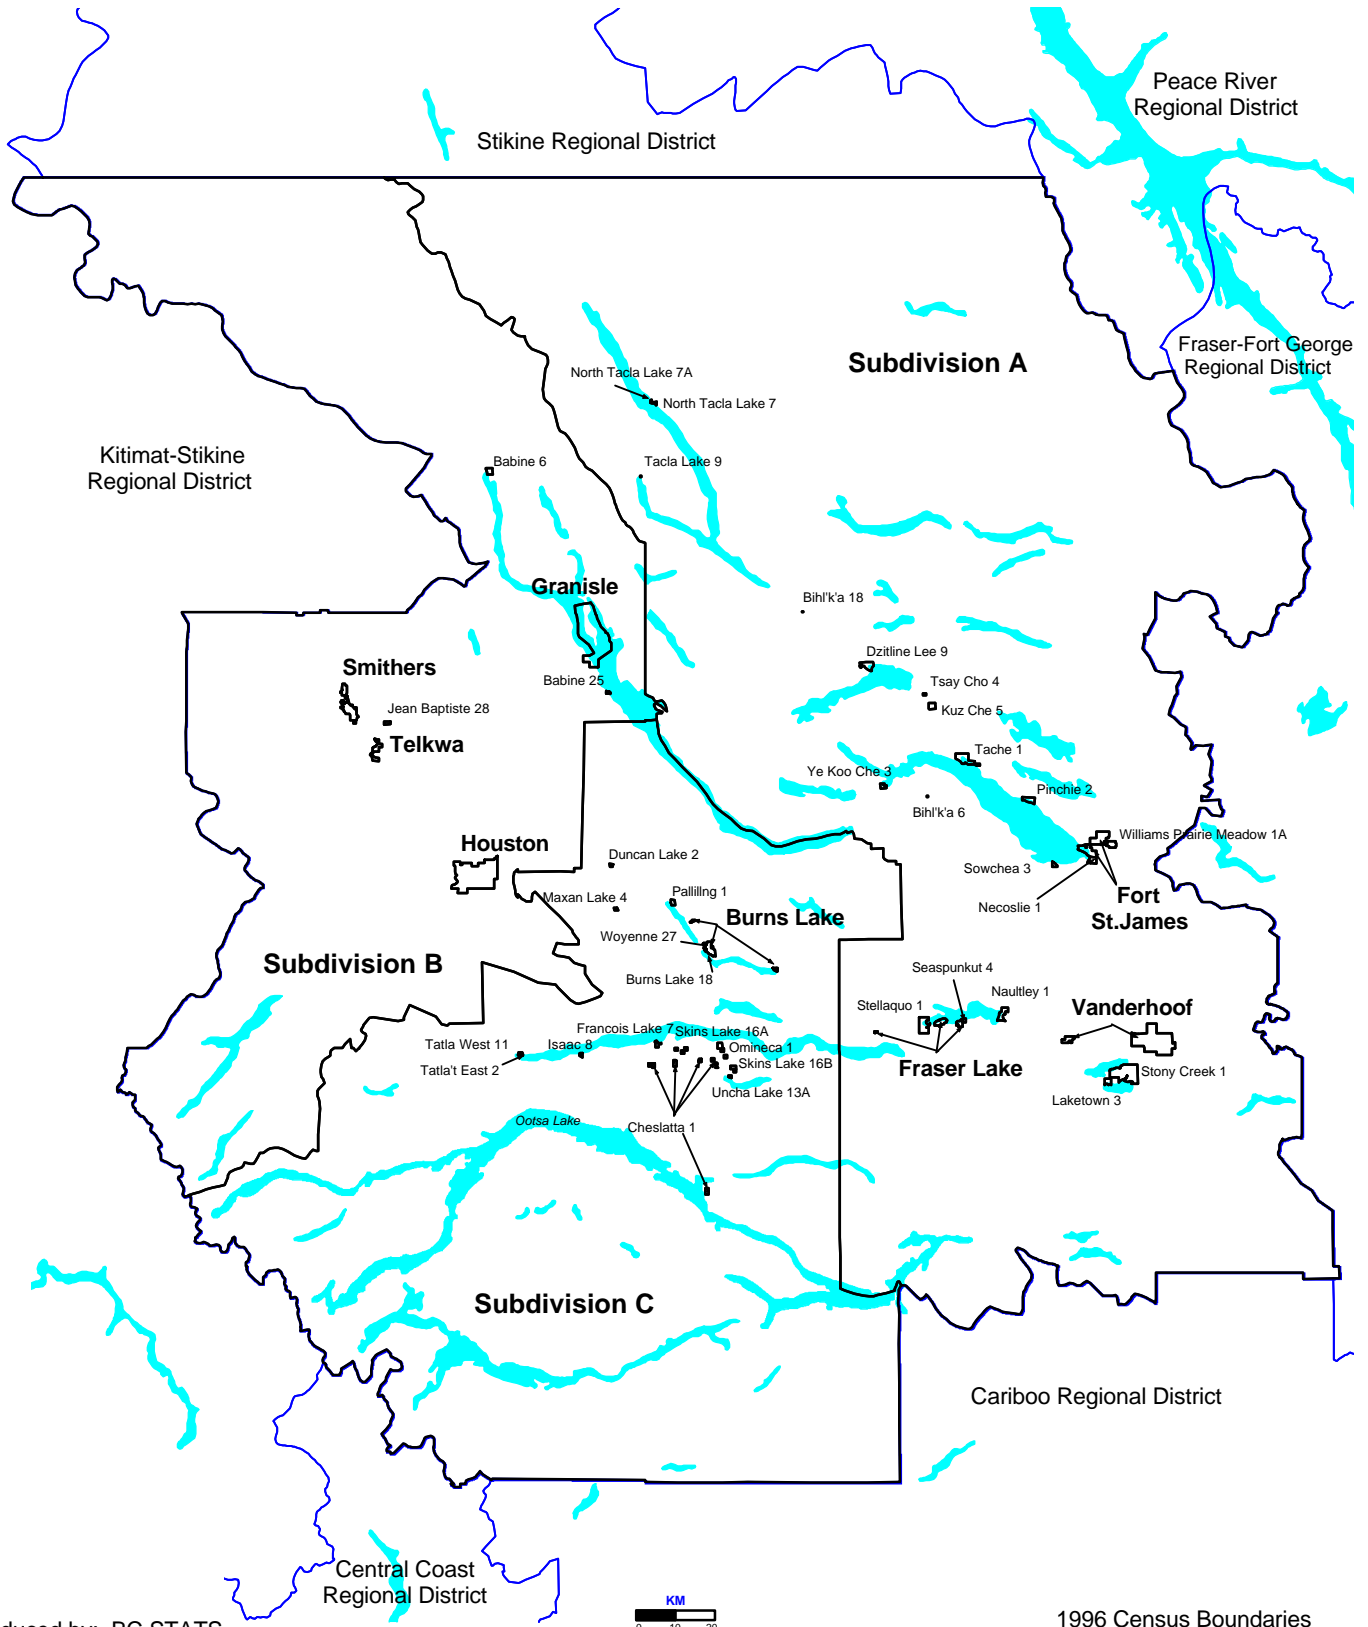 Peace River
Regional District
Stikine Regional District
Fraser-Fort George
Regional District
Subdivision A
North Tacla Lake 7A
North Tacla Lake 7
Kitimat-Stikine
Regional District
Babine 6
Tacla Lake 9
Granisle
Bihl'k'a 18
Smithers
Dzitline Lee 9
Babine 25
Tsay Cho 4
Jean Baptiste 28
Kuz Che 5
Telkwa
Tache 1
Ye Koo Che 3
Pinchie 2
Bihl'k'a 6
Houston
Williams Prairie Meadow 1A
Duncan Lake 2
Sowchea 3
Maxan Lake 4
Pallillng 1
Necoslie 1
Fort
St.James
Burns Lake
Woyenne 27
Subdivision B
Burns Lake 18
Seaspunkut 4
Naultley 1
Stellaquo 1
Vanderhoof
Francois Lake 7
Skins Lake 16A
Tatla West 11
Isaac 8
Omineca 1
Tatla't East 2
Skins Lake 16B
Fraser Lake
Stony Creek 1
Uncha Lake 13A
Laketown 3
Ootsa Lake
Cheslatta 1
Subdivision C
Cariboo Regional District
Central Coast
Regional District
KM
0 10 20
BC STATS
1996 Census Boundaries